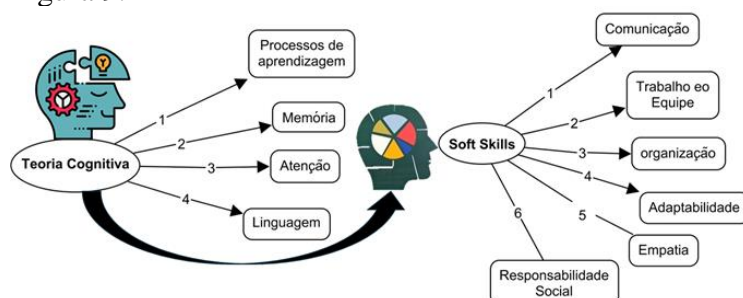 Teoria Cognitiva
1
Processos de
aprendizagem
2
Memória
3
Atenção
4
Linguagem
Soft Skills
1
Comunicação
2
Trabalho eo
Equipe
3
organização
4
Adaptabilidade
5
Empatia
6
Responsabilidade
Social